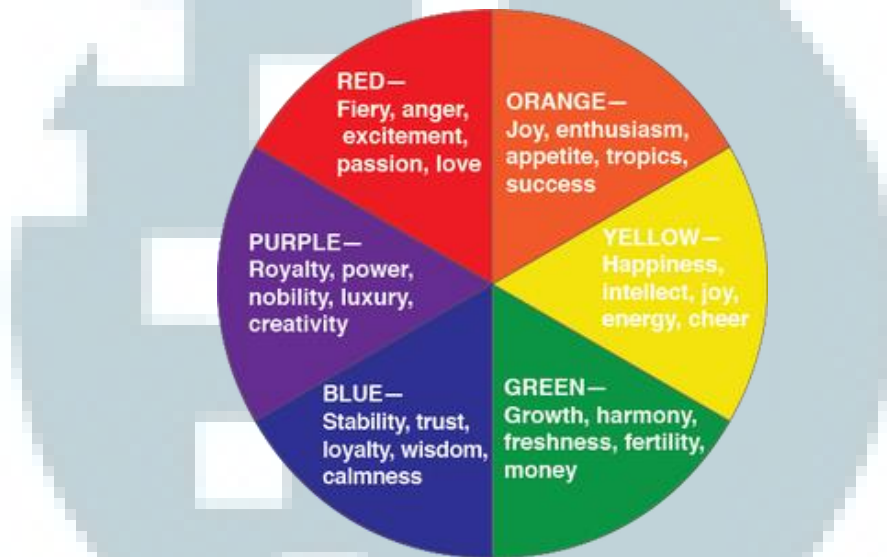 RED—
Fiery, anger,
excitement,
passion, love
ORANGE—
Joy, enthusiasm,
appetite, tropics,
success
YELLOW—
Happiness,
intellect, joy,
energy, cheer
GREEN—
Growth, harmony,
freshness, fertility,
money
BLUE—
Stability, trust,
loyalty, wisdom,
calmness
PURPLE—
Royalty, power,
nobility, luxury,
creativity